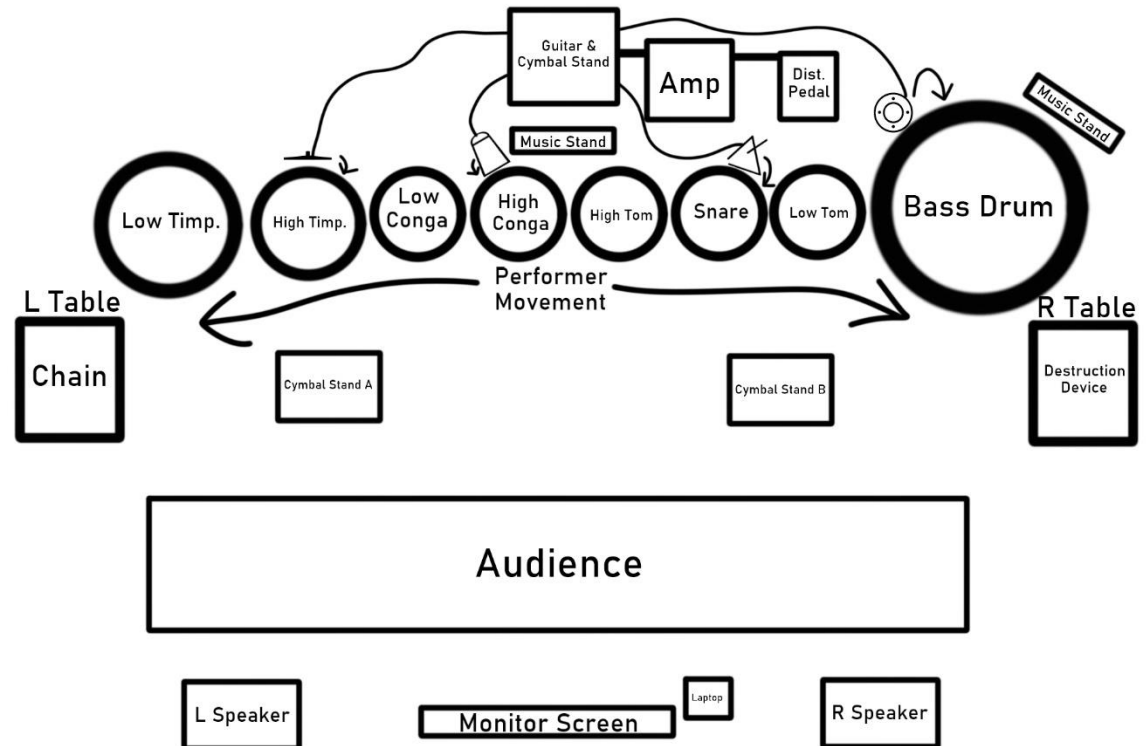 Guitar &
Cymbal Stand
Amp
Dist.
Pedal
Music Stand
Music Stand
Low Timp.
High Timp.
Low
Conga
High
Conga
High Tom
Snare
Low Tom
Bass Drum
Performer
Movement
L Table
R Table
Chain
Cymbal Stand A
Cymbal Stand B
Destruction
Device
Audience
L Speaker
Monitor Screen
Laptop
R Speaker